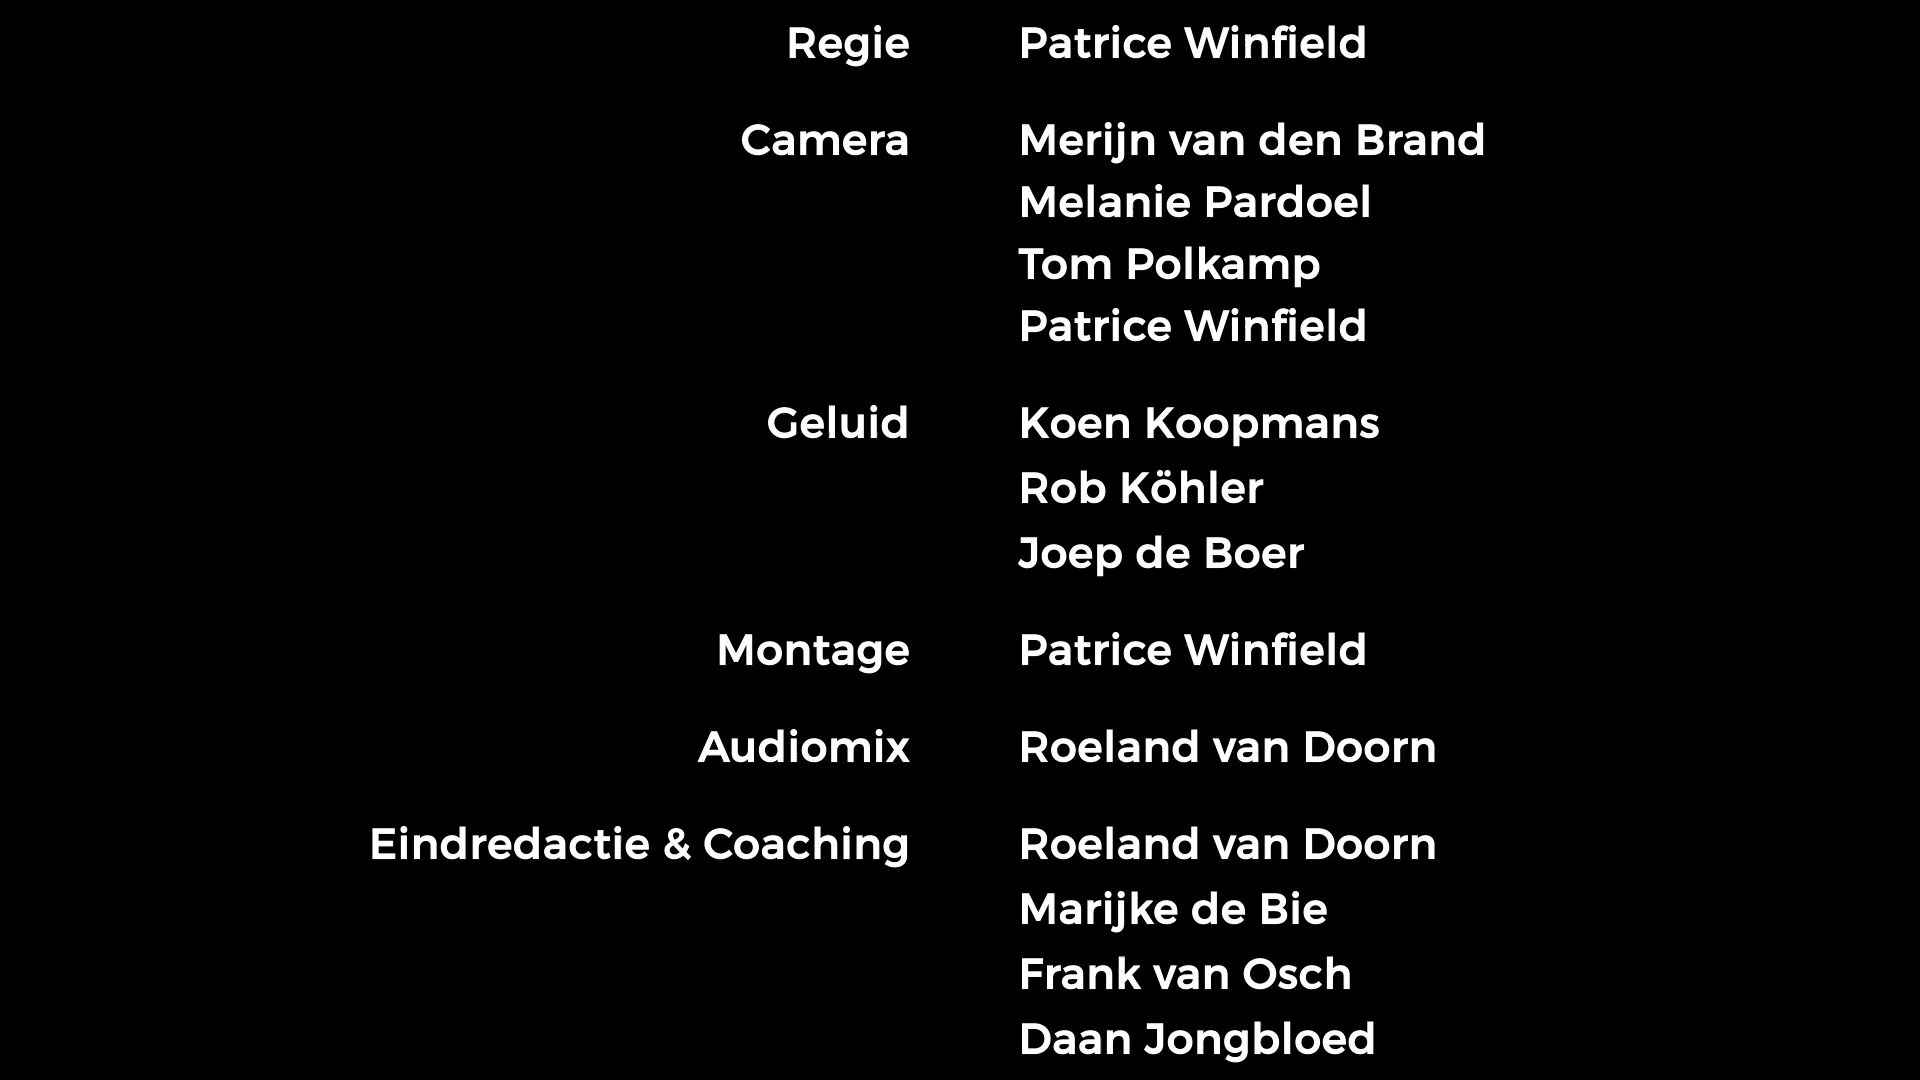 Regie Patrice Winfield
Camera Merijn van den Brand
Melanie Pardoel
Tom Polkamp
Patrice Winfield
Geluid Koen Koopmans
Rob Köhler
Joep de Boer
Montage Patrice Winfield
Audiomix Roeland van Doorn
Eindredactie & Coaching Roeland van Doorn
Marijke de Bie
Frank van Osch
Daan Jongbloed